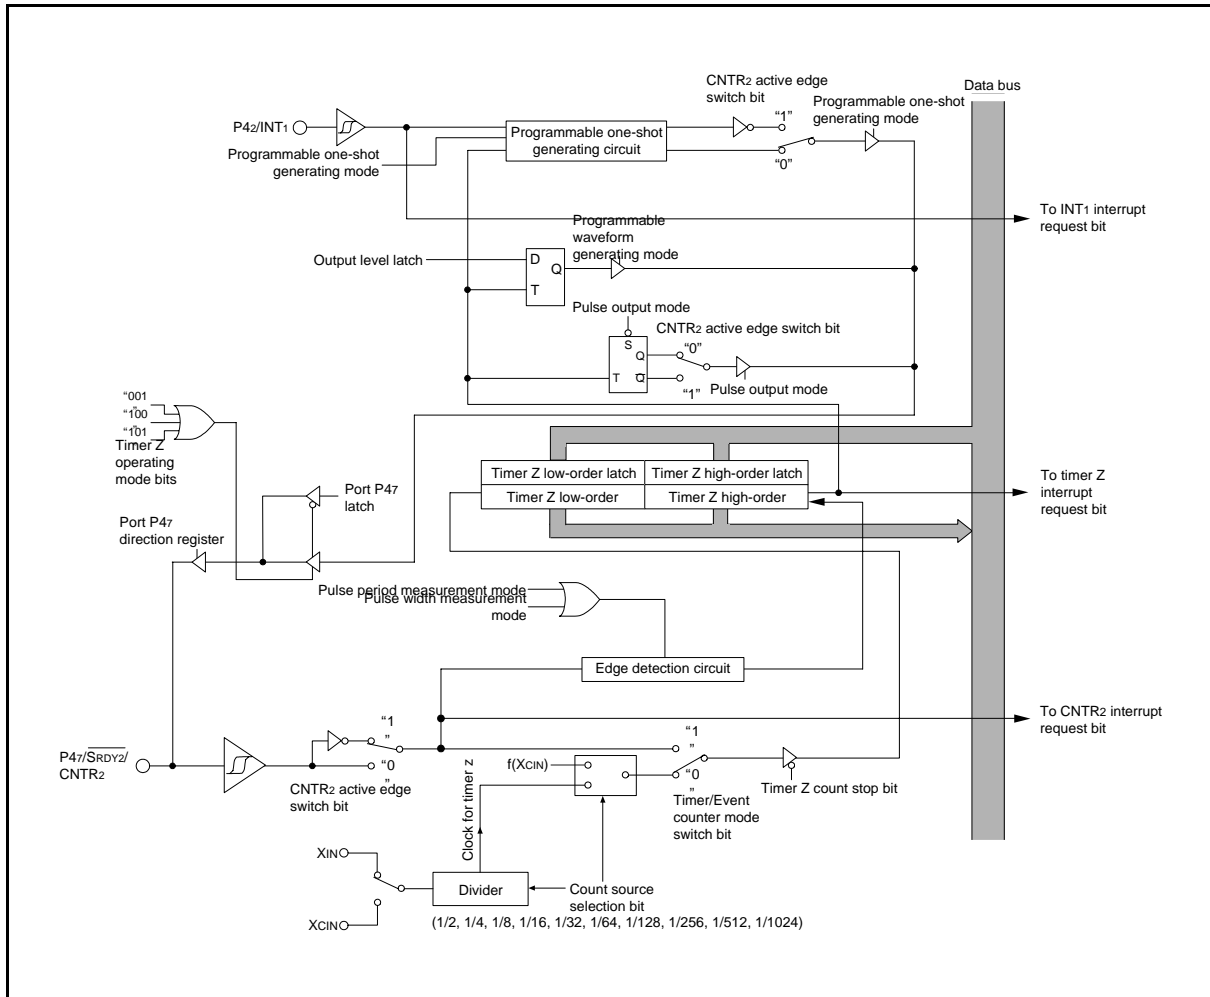 CNTR2 active edge
switch bit
Data bus
Programmable one-shot
generating mode
“1”
P42/INT1
Programmable one-shot
generating circuit
Programmable one-shot
generating mode
“0”
To INT1 interrupt
request bit
Programmable
waveform
generating mode
Output level latch
D
Q
T
Pulse output mode
CNTR2 active edge switch bit
S
“0”
Q
T
Q
“1”
Pulse output mode
“001
”
“100
”
“101
”
Timer Z
operating
mode bits
Timer Z low-order latch
Timer Z high-order latch
Timer Z low-order
Timer Z high-order
To timer Z
interrupt
request bit
Port P47
latch
Port P47
direction register
Pulse period measurement mode
Pulse width measurement
mode
Edge detection circuit
To CNTR2 interrupt
request bit
“1
”
“1
”
P47/SRDY2/
CNTR2
“0
”
f(XCIN)
“0
”
CNTR2 active edge
switch bit
Clock for timer z
Timer/Event
counter mode
switch bit
Timer Z count stop bit
XIN
Divider
Count source
selection bit
XCIN
(1/2, 1/4, 1/8, 1/16, 1/32, 1/64, 1/128, 1/256, 1/512, 1/1024)